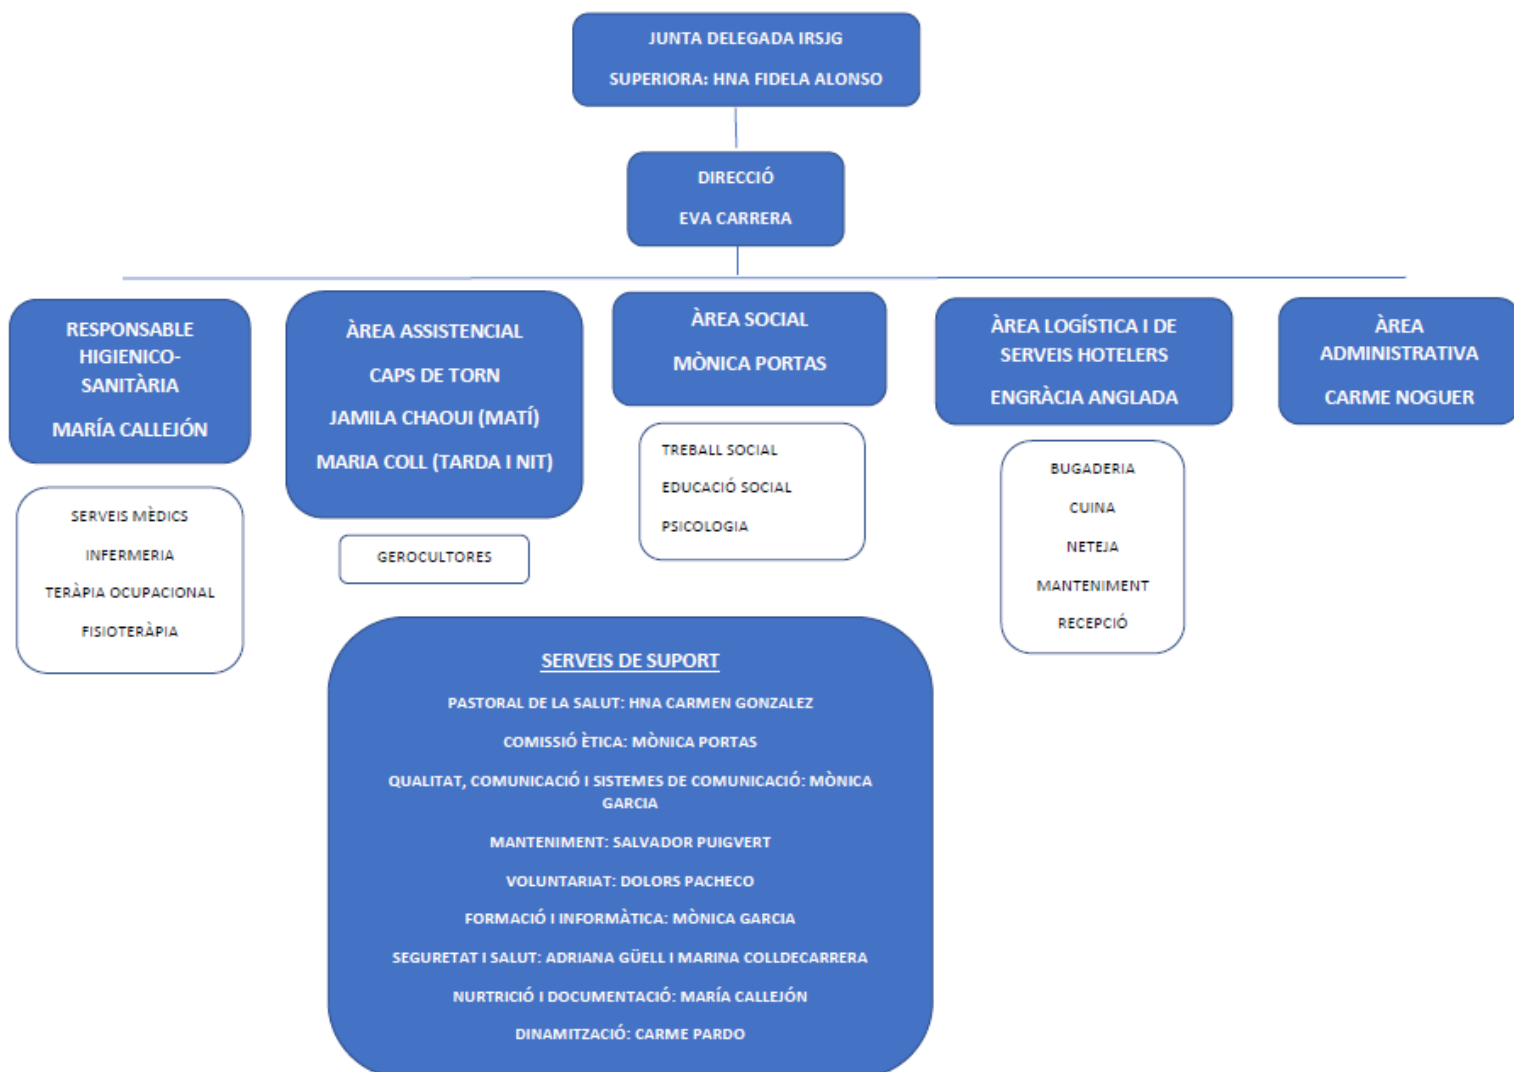 JUNTA DELEGADA IRSJG
SUPERIORA: HNA FIDELA ALONSO
DIRECCIÓ
EVA CARRERA
RESPONSABLE
HIGIENICO-
SANITÀRIA
MARÍA CALLEJÓN
SERVEIS MÈDICS
INFERMERIA
TERÀPIA OCUPACIONAL
FISIOTERÀPIA
ÀREA ASSISTENCIAL
CAPS DE TORN
JAMILA CHAOUI (MATÍ)
MARIA COLL (TARDA I NIT)
GEROCULTORES
ÀREA SOCIAL
MÒNICA PORTAS
TREBALL SOCIAL
EDUCACIÓ SOCIAL
PSICOLOGIA
ÀREA LOGÍSTICA I DE
SERVEIS HOTELERS
ENGRÀCIA ANGLADA
BUGADERIA
CUINA
NETEJA
MANTENIMENT
RECEPCIÓ
ÀREA
ADMINISTRATIVA
CARME NOGUER
SERVEIS DE SUPORT
PASTORAL DE LA SALUT: HNA CARMEN GONZALEZ
COMISSIÓ ÈTICA: MÒNICA PORTAS
QUALITAT, COMUNICACIÓ I SISTEMES DE COMUNICACIÓ: MÒNICA
GARCIA
MANTENIMENT: SALVADOR PUIGVERT
VOLUNTARIAT: DOLORS PACHECO
FORMACIÓ I INFORMÀTICA: MÒNICA GARCIA
SEGURETAT I SALUT: ADRIANA GÜELL I MARINA COLLDECARRERA
NURTRICIÓ I DOCUMENTACIÓ: MARÍA CALLEJÓN
DINAMITZACIÓ: CARME PARDO